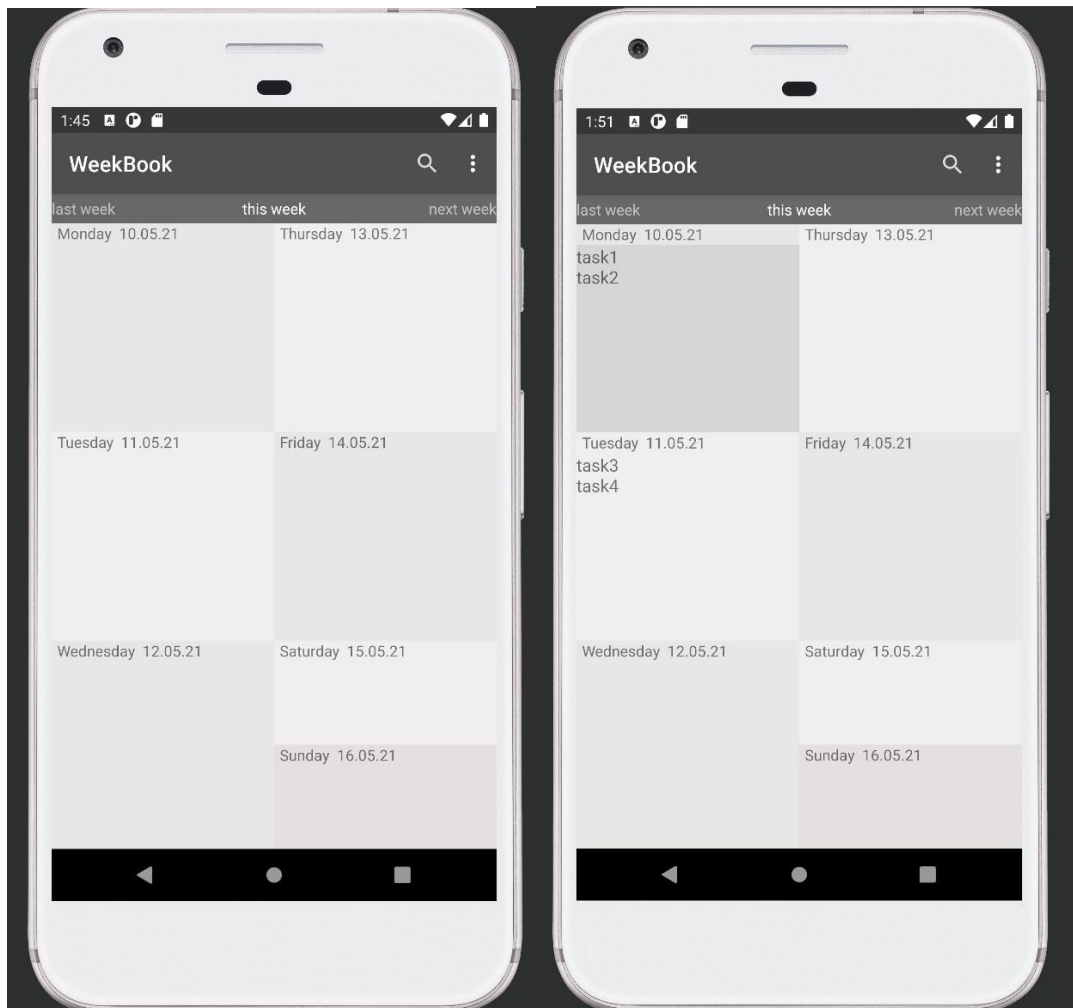 1:45
WeekBook
last week this week next week
Monday 10.05.21 Thursday 13.05.21
Tuesday 11.05.21 Friday 14.05.21
Wednesday 12.05.21 Saturday 15.05.21
Sunday 16.05.21
1:51
WeekBook
last week this week next week
Monday 10.05.21 Thursday 13.05.21
task1
task2
Tuesday 11.05.21 Friday 14.05.21
task3
task4
Wednesday 12.05.21 Saturday 15.05.21
Sunday 16.05.21